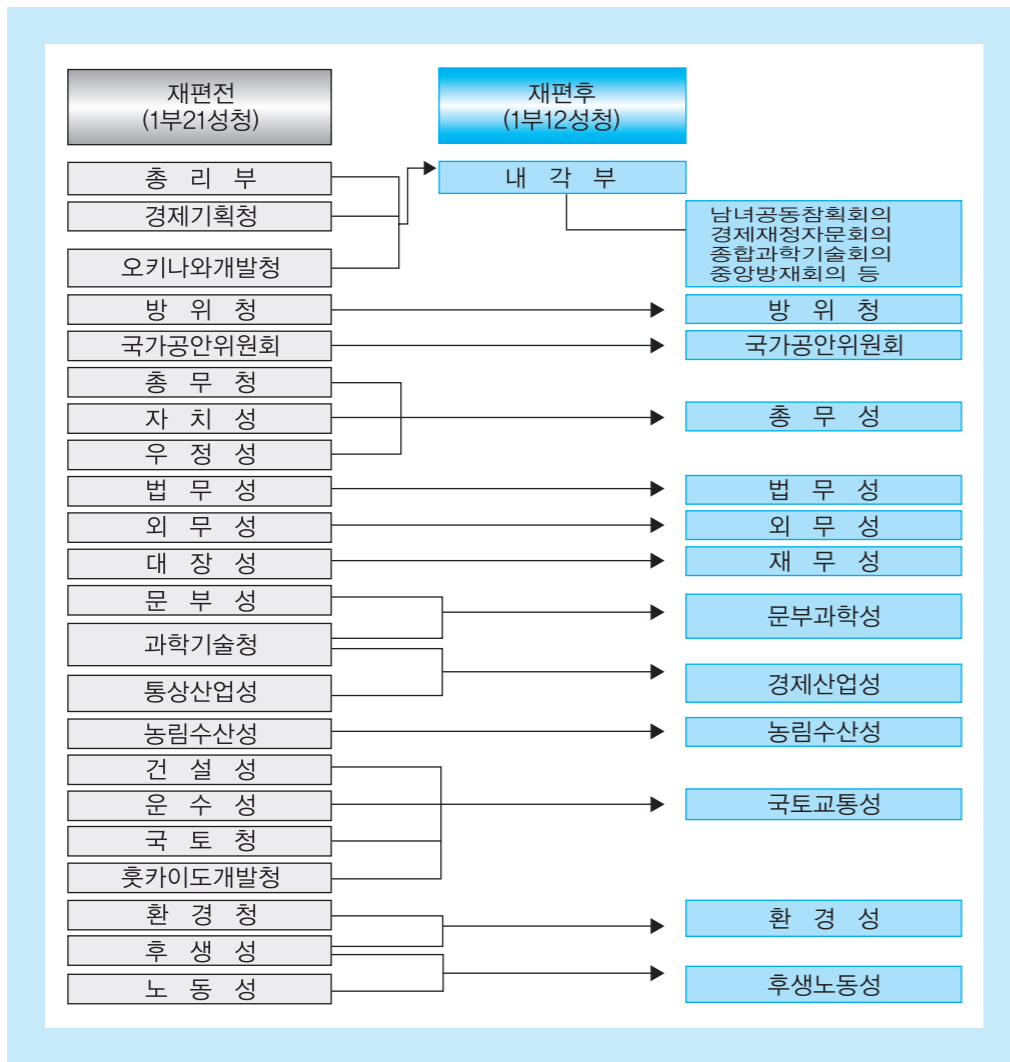 재편전
(1부21성청)
재편후
(1부12성청)
총 리 부
내 각 부
경제기획청
남녀공동참획회의
경제재정자문회의
종합과학기술회의
중앙방재회의 등
오키나와개발청
방 위 청
방 위 청
국가공안위원회
국가공안위원회
총 무 청
자 치 성
총 무 성
우 정 성
법 무 성
법 무 성
외 무 성
외 무 성
대 장 성
재 무 성
문 부 성
문부과학성
과학기술청
통상산업성
경제산업성
농림수산성
농림수산성
건 설 성
운 수 성
국토교통성
국 토 청
훗카이도개발청
환 경 청
환 경 성
후 생 성
노 동 성
후생노동성